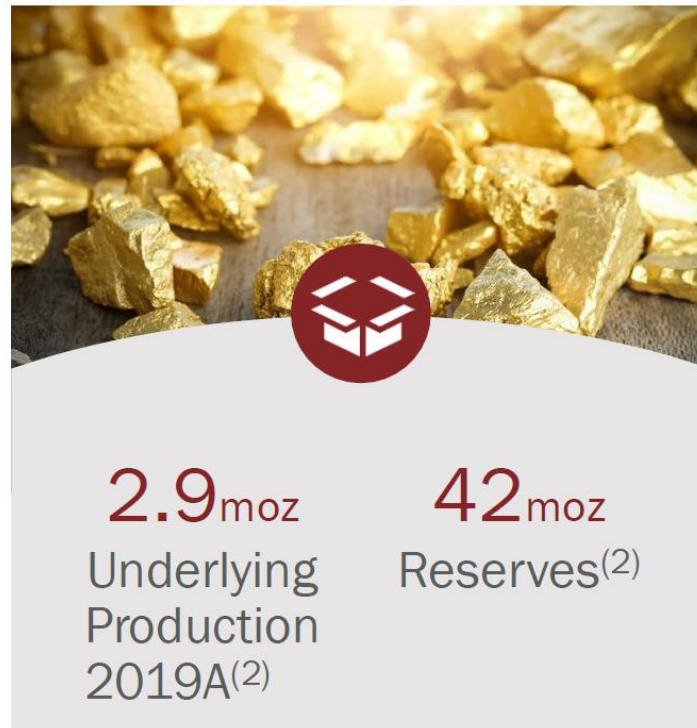 2.9moz
Underlying
Production
2019A(2)
42moz
Reserves(2)